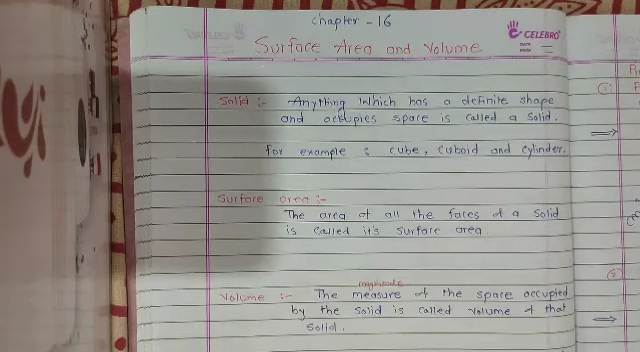 chapter - 16
CELEBRO
DATE
PAGE
Surface Area and Volume
Solid :- Anything which has a definite shape
and occupies space is called a solid.
for example : cube, cuboid and cylinder.
Surface area :-
The area of all the faces of a solid
is called it's surface area.
magnitude
Volume :- The measure of the space occupied
by the solid is called volume of that
solid.